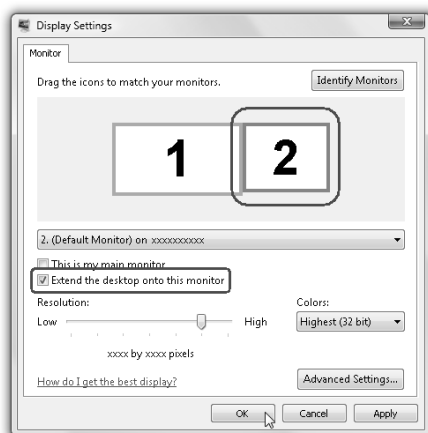 Display Settings
Monitor
Drag the icons to match your monitors.
Identify Monitors
1
2
2. (Default Monitor) on xxxxxxxxxx
This is my main monitor
Extend the desktop onto this monitor
Resolution:
Colors:
Low
High
Highest (32 bit)
xxxx by xxxx pixels
How do I get the best display?
Advanced Settings...
OK
Cancel
Apply